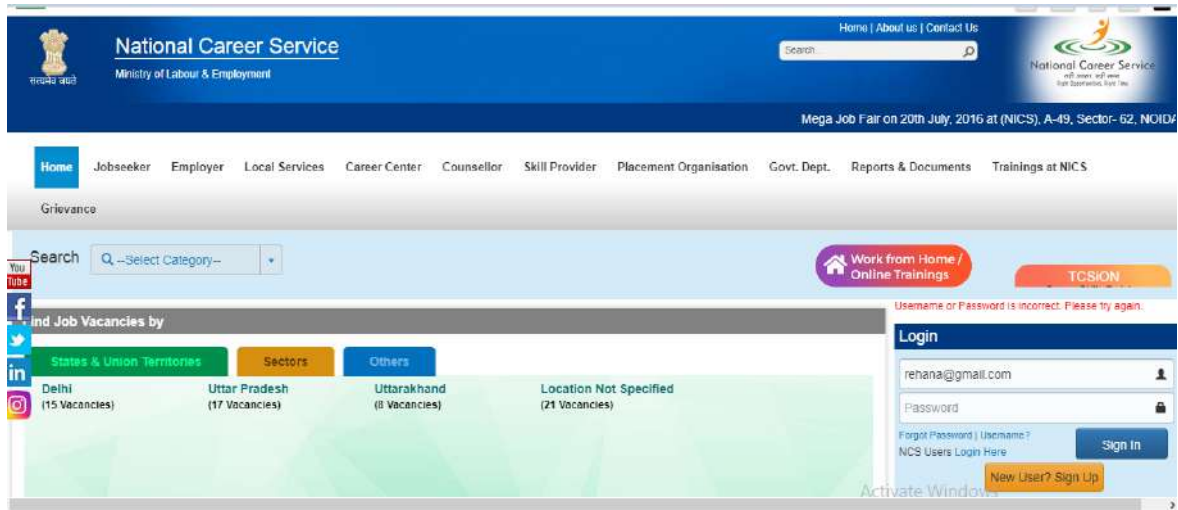 National Career Service
Ministry of Labour & Employment
सत्यमेव जयते
Home | About us | Contact Us
Search...
National Career Service
Mega Job Fair on 20th July, 2016 at (NICS), A-49, Sector- 62, NOIDA
Home Jobseeker Employer Local Services Career Center Counsellor Skill Provider Placement Organisation Govt. Dept. Reports & Documents Trainings at NICS
Grievance
Search --Select Category--
Work from Home /
Online Trainings
TCSiON
You
Tube
f
in
ind Job Vacancies by
States & Union Territories Sectors Others
Delhi Uttar Pradesh Uttarakhand Location Not Specified
(15 Vacancies) (17 Vacancies) (8 Vacancies) (21 Vacancies)
Username or Password is incorrect. Please try again.
Login
rehana@gmail.com
Password
Forgot Password | Username?
NCS Users Login Here
Sign In
New User? Sign Up
Activate Windows